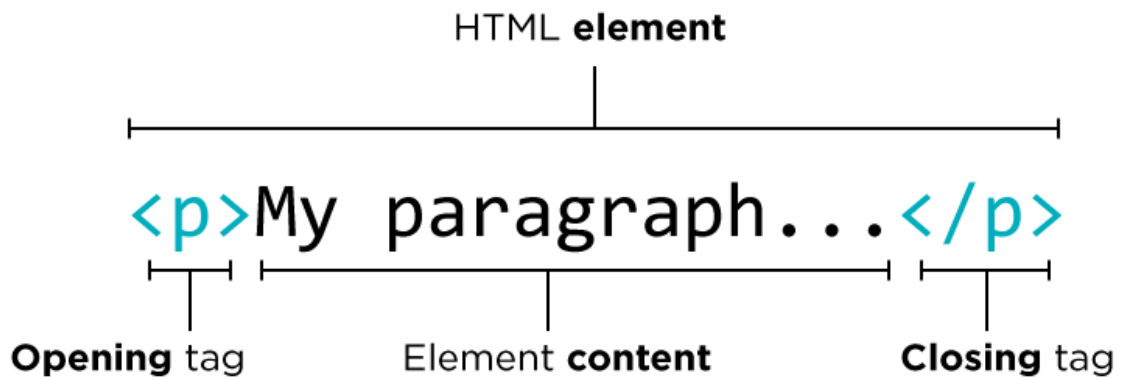 HTML element
<p>My paragraph...</p>
Opening tag Element content Closing tag